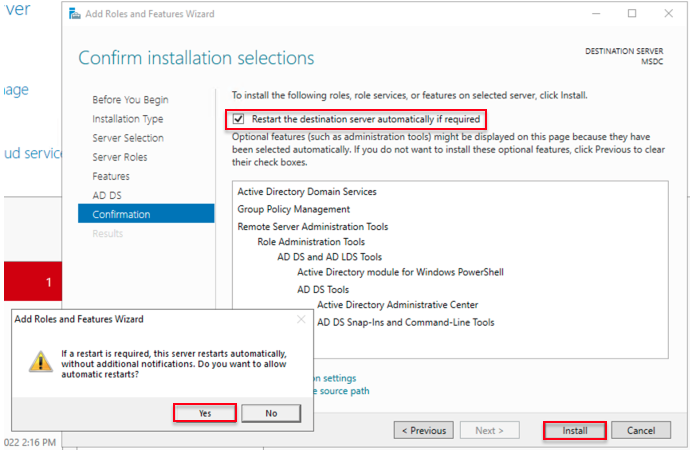 ver
Add Roles and Features Wizard
Confirm installation selections
DESTINATION SERVER
MSDC
nage
ud servic
Before You Begin
Installation Type
Server Selection
Server Roles
Features
AD DS
Confirmation
Results
To install the following roles, role services, or features on selected server, click Install.
Restart the destination server automatically if required
Optional features (such as administration tools) might be displayed on this page because they have
been selected automatically. If you do not want to install these optional features, click Previous to clear
their check boxes.
Active Directory Domain Services
Group Policy Management
Remote Server Administration Tools
Role Administration Tools
AD DS and AD LDS Tools
Active Directory module for Windows PowerShell
AD DS Tools
Active Directory Administrative Center
AD DS Snap-Ins and Command-Line Tools
1
Add Roles and Features Wizard
If a restart is required, this server restarts automatically,
without additional notifications. Do you want to allow
automatic restarts?
Yes
No
on settings
e source path
022 2:16 PM
< Previous
Next >
Install
Cancel